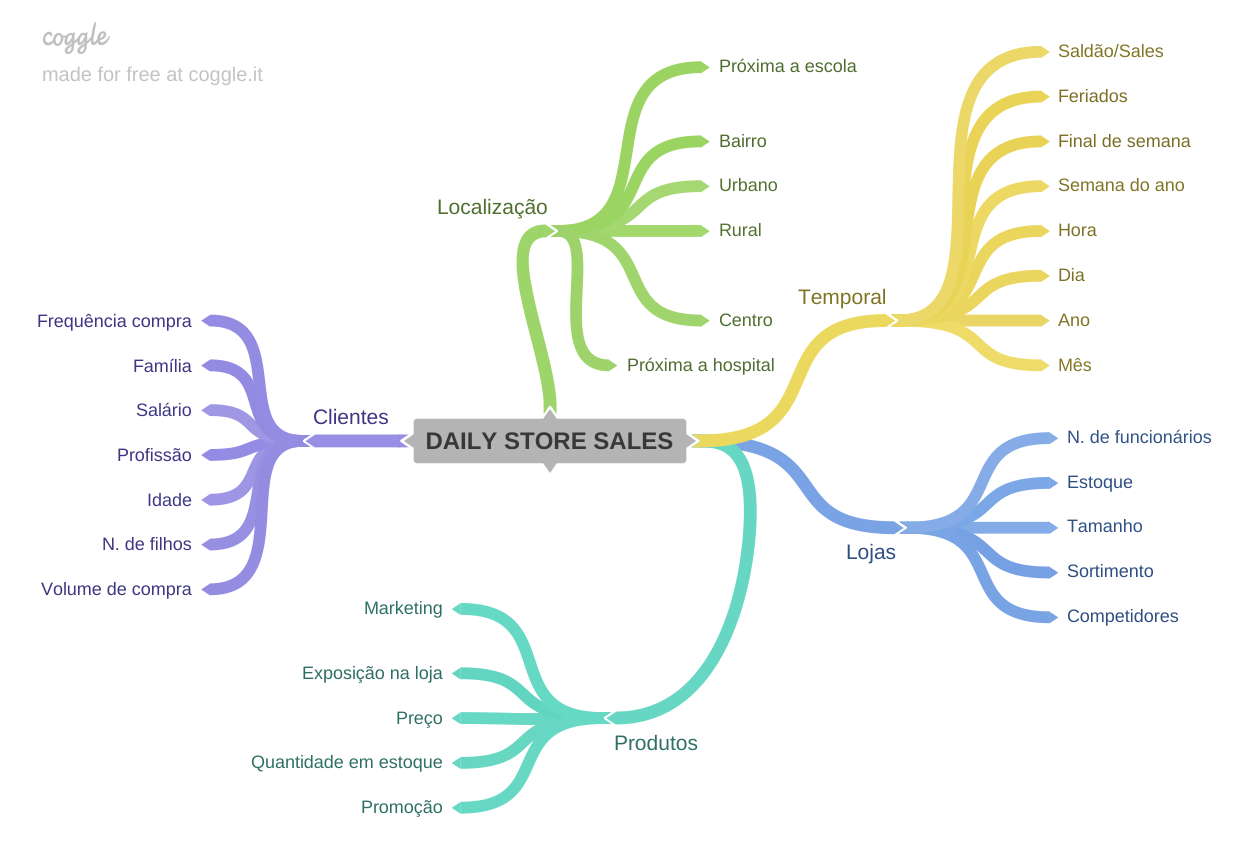 coggle
made for free at coggle.it
DAILY STORE SALES
Localização
Próxima a escola
Bairro
Urbano
Rural
Centro
Próxima a hospital
Temporal
Saldão/Sales
Feriados
Final de semana
Semana do ano
Hora
Dia
Ano
Mês
Clientes
Frequência compra
Família
Salário
Profissão
Idade
N. de filhos
Volume de compra
Lojas
N. de funcionários
Estoque
Tamanho
Sortimento
Competidores
Produtos
Marketing
Exposição na loja
Preço
Quantidade em estoque
Promoção